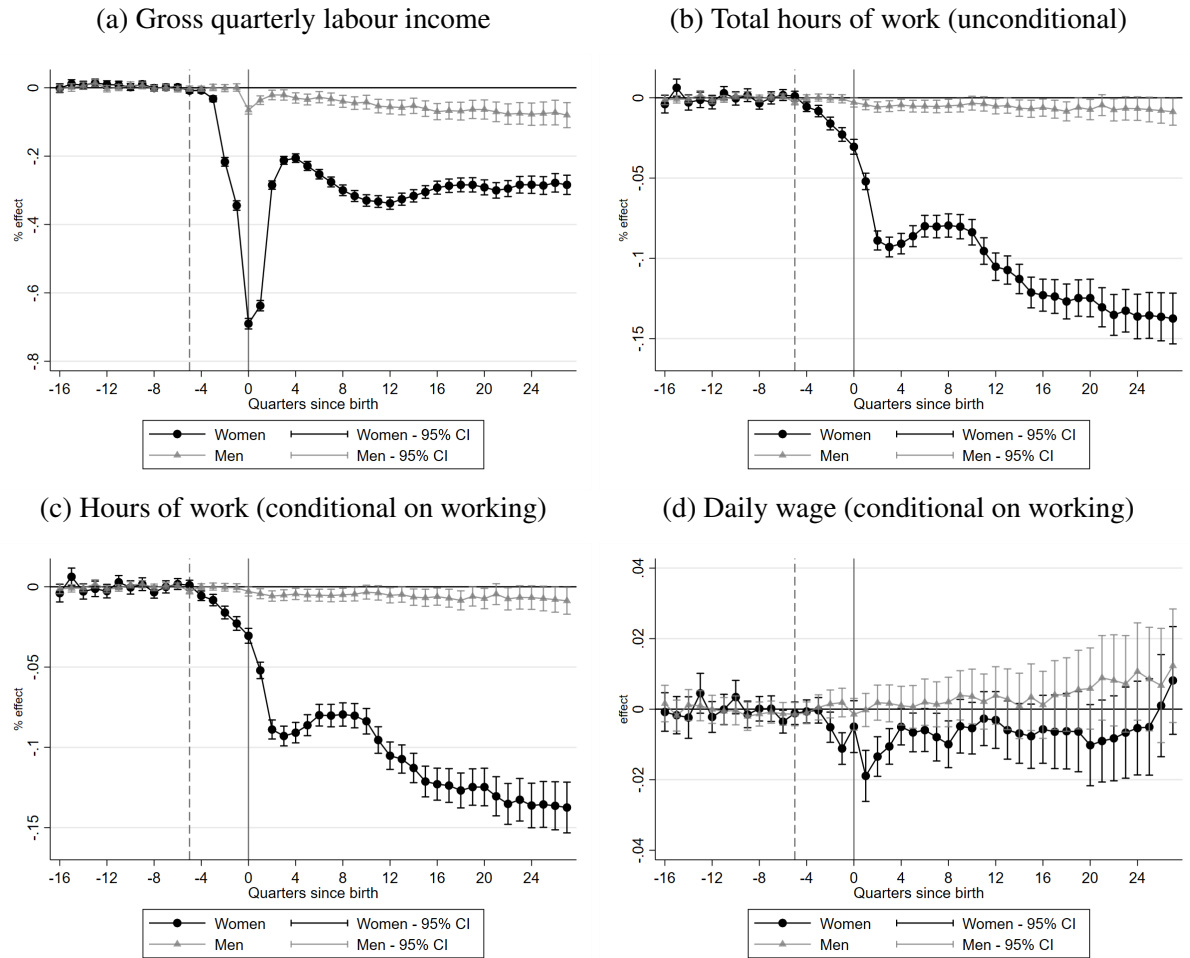 (a) Gross quarterly labour income
% effect
0
.2
.4
.6
.8
-16 -12 -8 -4 0 4 8 12 16 20 24
Quarters since birth
Women Women - 95% CI
Men Men - 95% CI
(b) Total hours of work (unconditional)
% effect
0
-.05
-.1
-.15
-16 -12 -8 -4 0 4 8 12 16 20 24
Quarters since birth
Women Women - 95% CI
Men Men - 95% CI
(c) Hours of work (conditional on working)
% effect
0
-.05
-.1
-.15
-16 -12 -8 -4 0 4 8 12 16 20 24
Quarters since birth
Women Women - 95% CI
Men Men - 95% CI
(d) Daily wage (conditional on working)
effect
.04
.02
0
-.02
-.04
-16 -12 -8 -4 0 4 8 12 16 20 24
Quarters since birth
Women Women - 95% CI
Men Men - 95% CI